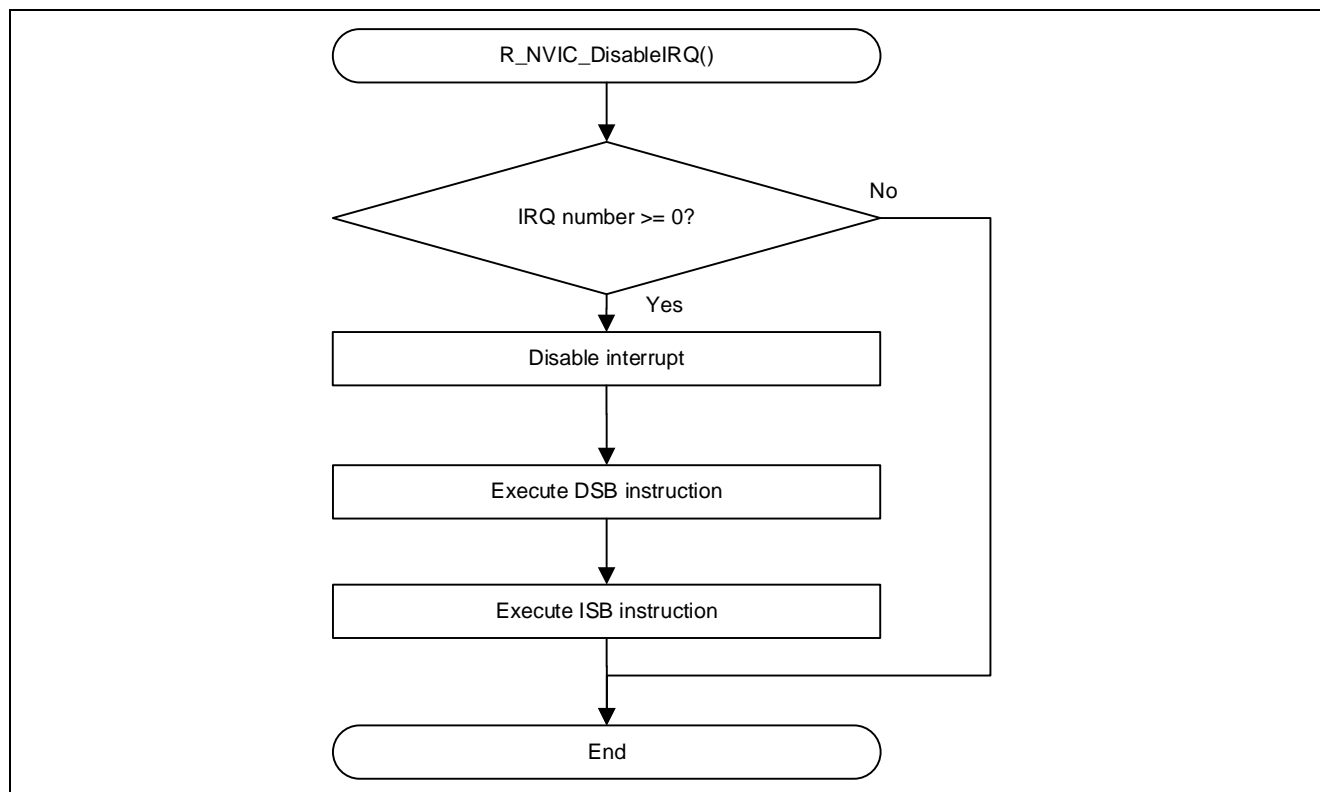 R_NVIC_DisableIRQ()
IRQ number >= 0?
No
Yes
Disable interrupt
Execute DSB instruction
Execute ISB instruction
End